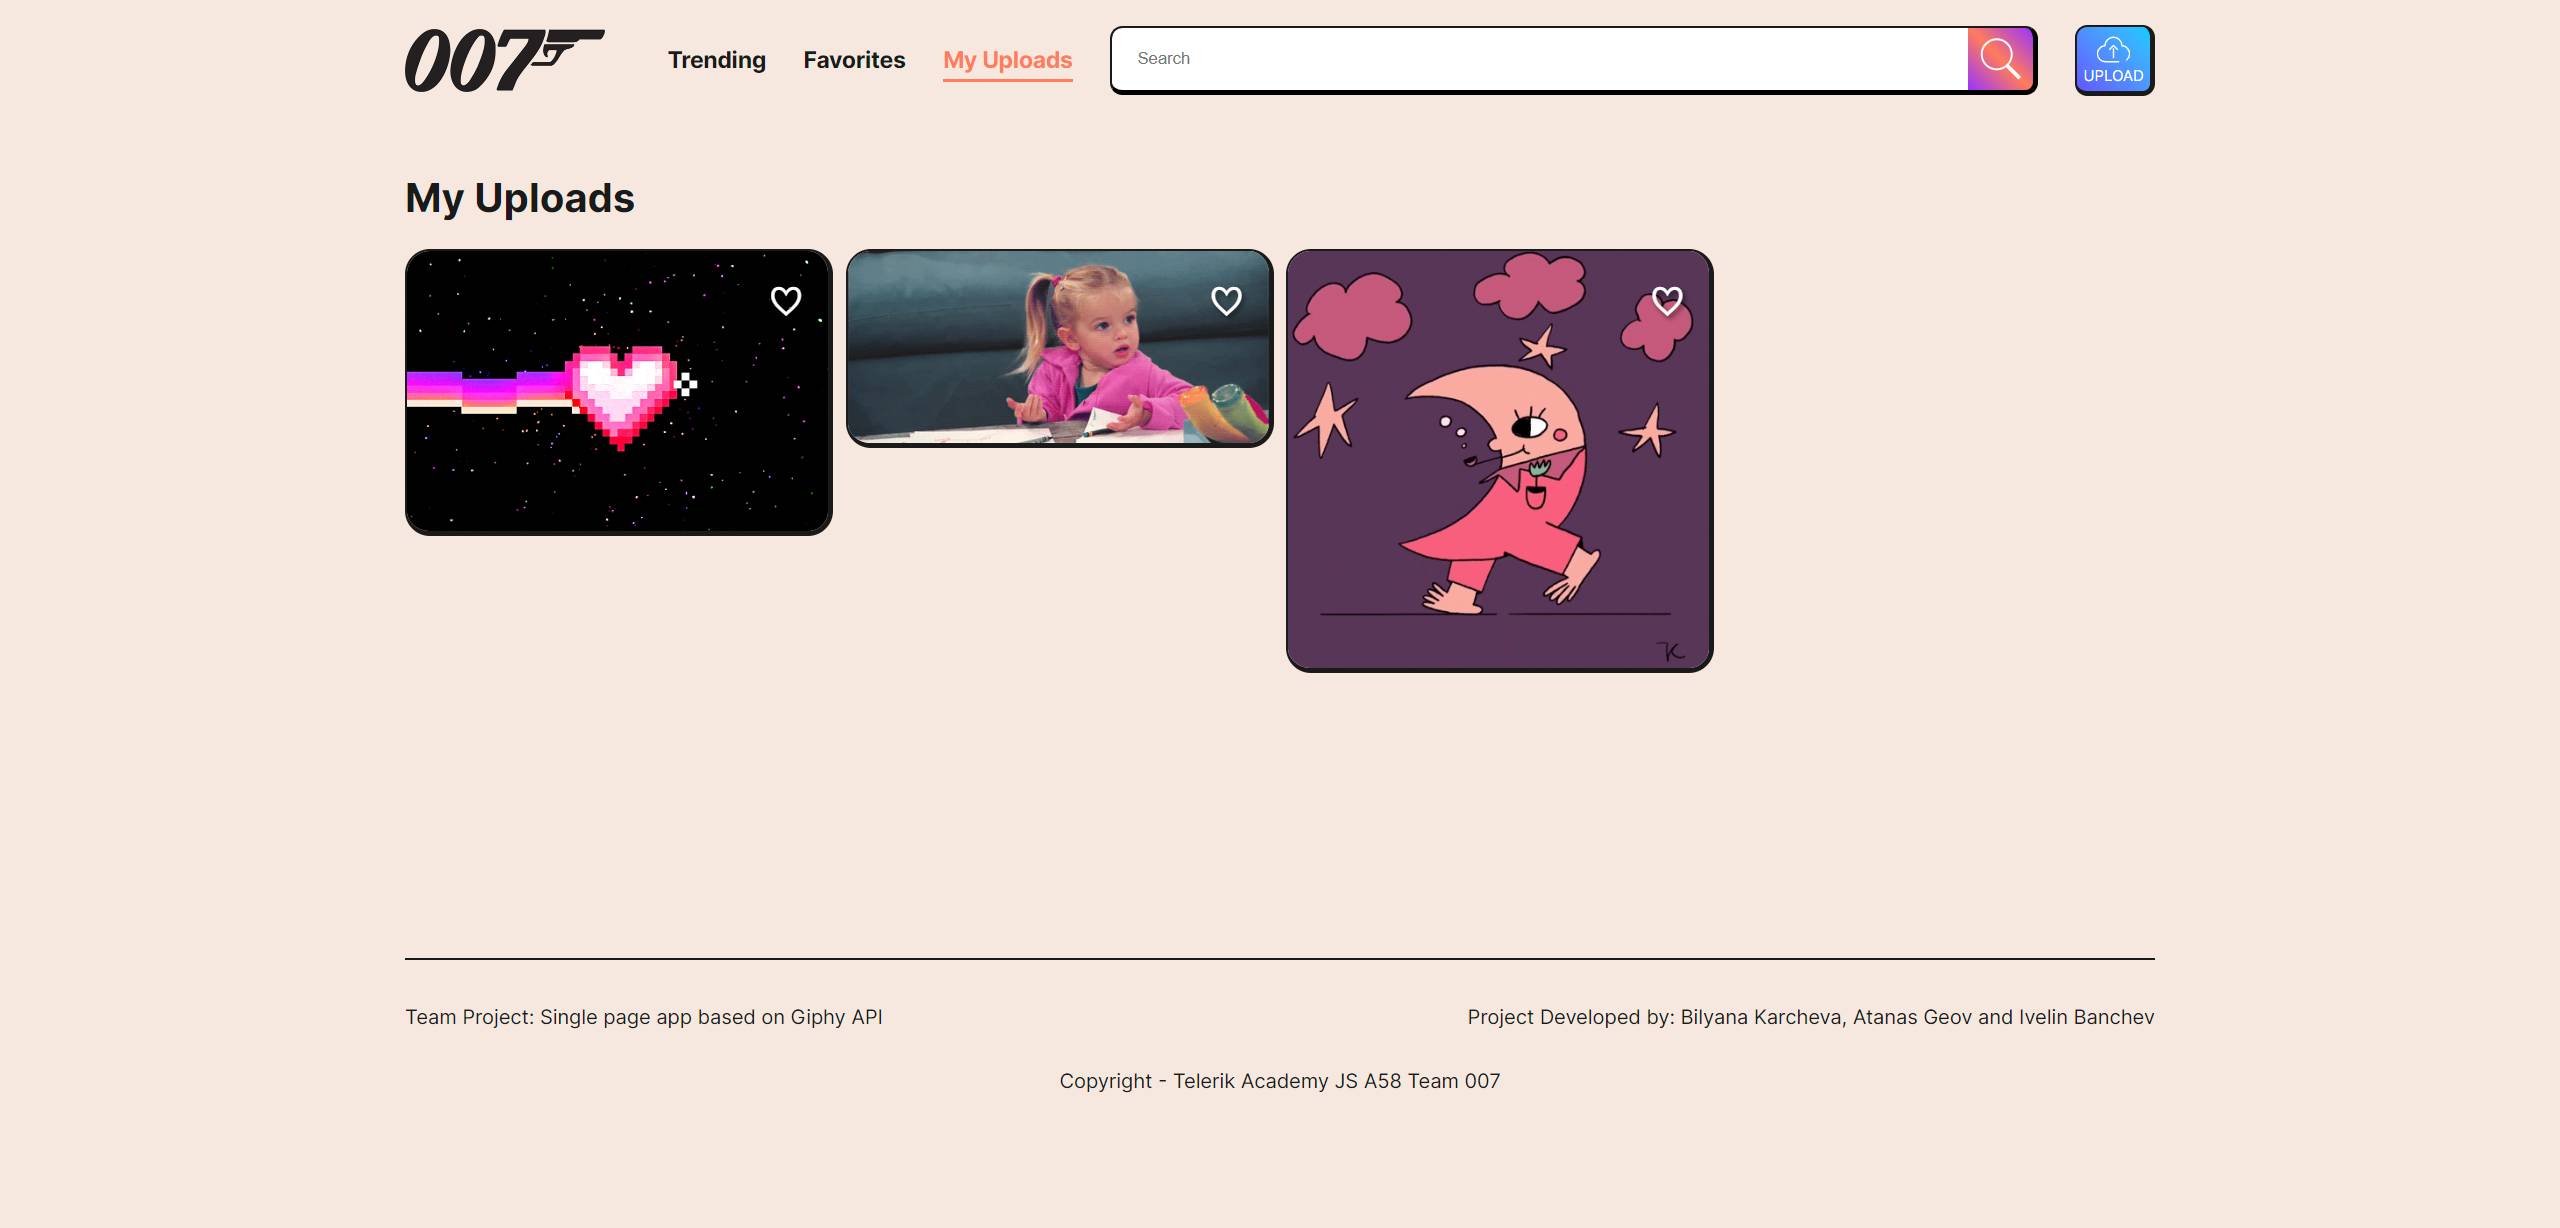 007
Trending
Favorites
My Uploads
Search
UPLOAD
My Uploads
TK
Team Project: Single page app based on Giphy API
Project Developed by: Bilyana Karcheva, Atanas Geov and Ivelin Banchev
Copyright - Telerik Academy JS A58 Team 007